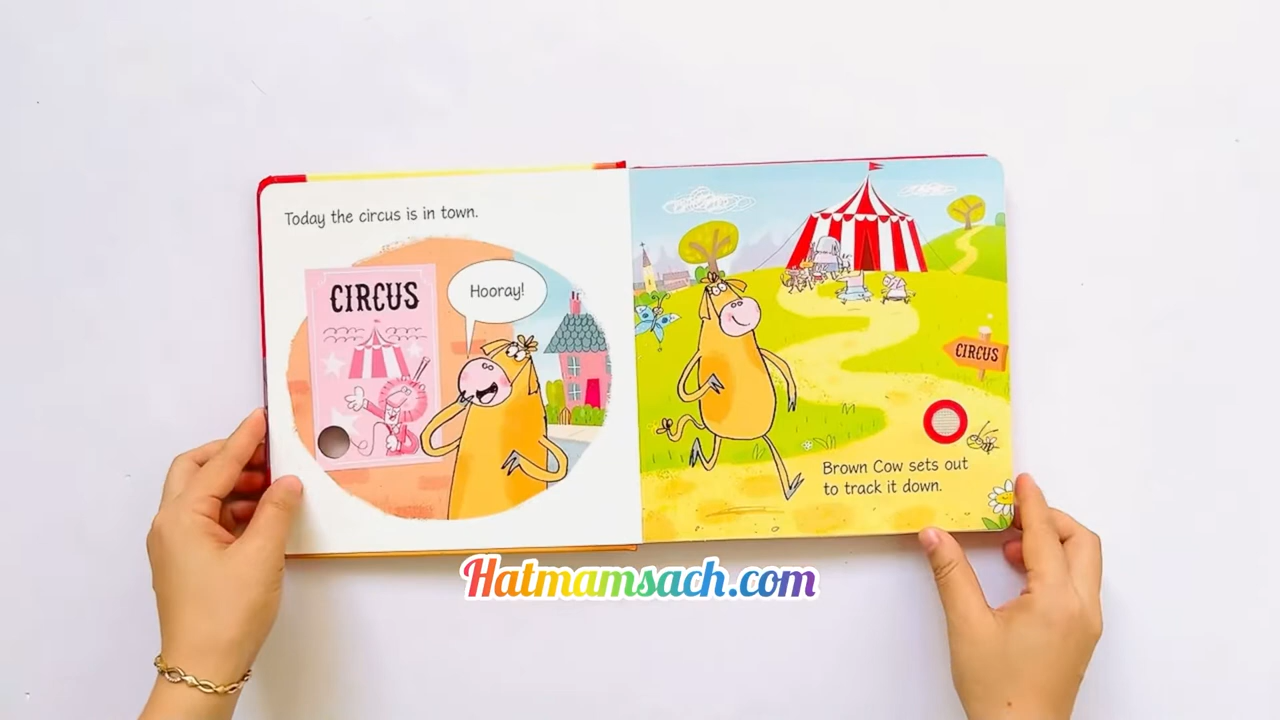 Today the circus is in town.
CIRCUS
Hooray!
CIRCUS
Brown Cow sets out
to track it down.
Hatmamsach.com